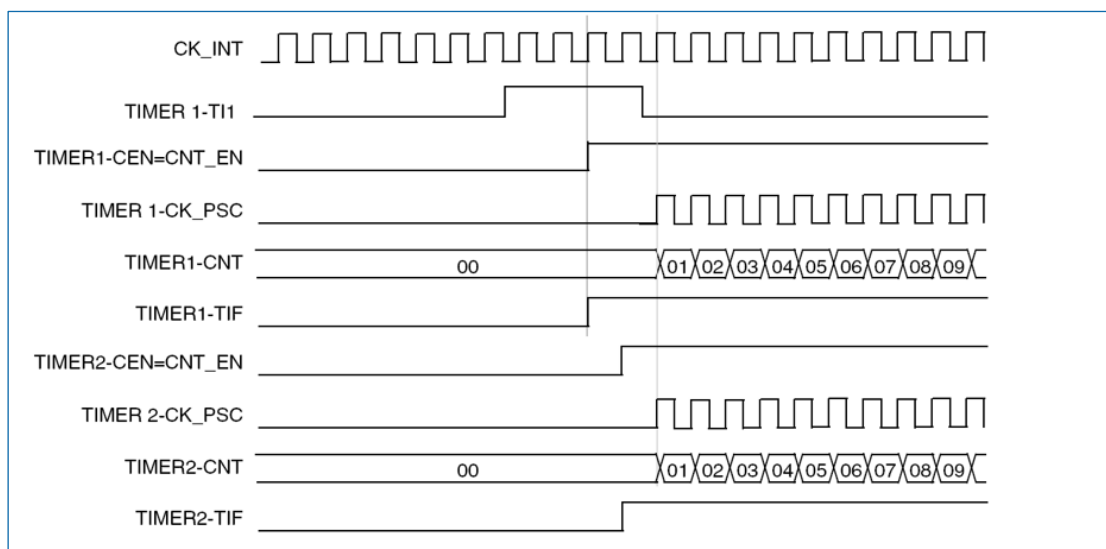 CK_INT
TIMER 1-TI1
TIMER1-CEN=CNT_EN
TIMER 1-CK_PSC
TIMER1-CNT 00 01 02 03 04 05 06 07 08 09
TIMER1-TIF
TIMER2-CEN=CNT_EN
TIMER 2-CK_PSC
TIMER2-CNT 00 01 02 03 04 05 06 07 08 09
TIMER2-TIF